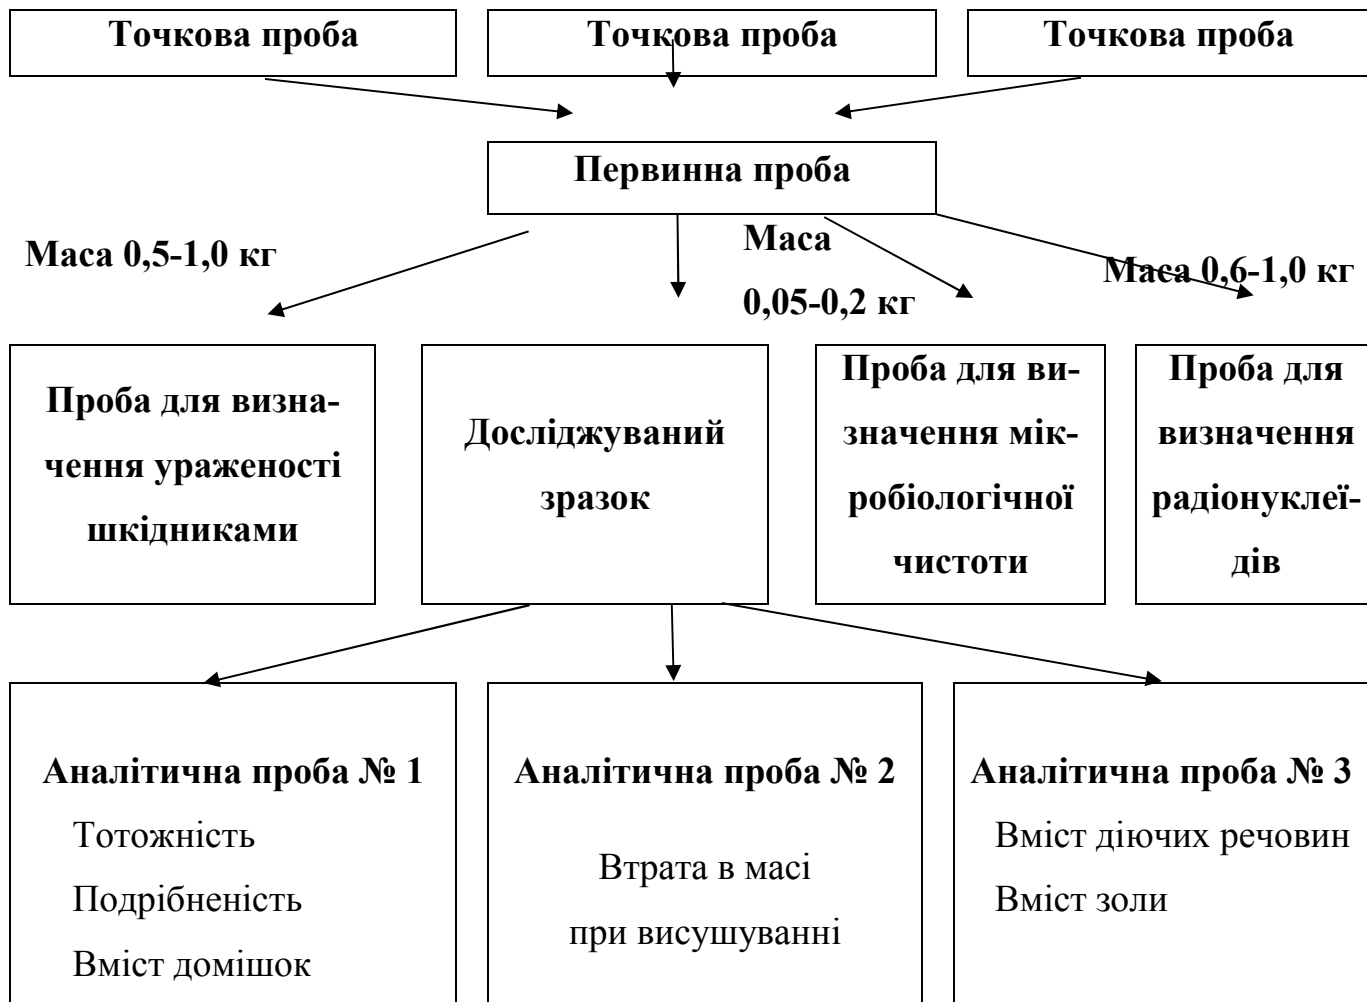 Точкова проба
Точкова проба
Точкова проба
Первинна проба
Маса 0,5-1,0 кг
Маса
0,05-0,2 кг
Маса 0,6-1,0 кг
Проба для визна-
чення ураженості
шкідниками
Досліджуваний
зразок
Проба для ви-
значення мік-
робіологічної
чистоти
Проба для
визначення
радіонуклеї-
дів
Аналітична проба № 1
Тотожність
Подрібненість
Вміст домішок
Аналітична проба № 2
Втрата в масі
при висушуванні
Аналітична проба № 3
Вміст діючих речовин
Вміст золи